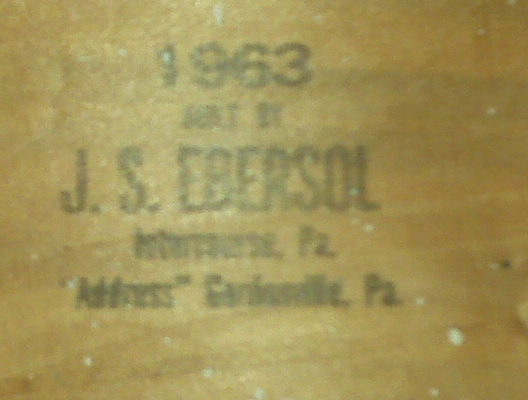 1963
BUILT BY
J. S. EBERSOL
Intercourse, Pa.
"Address" Gordonville, Pa.